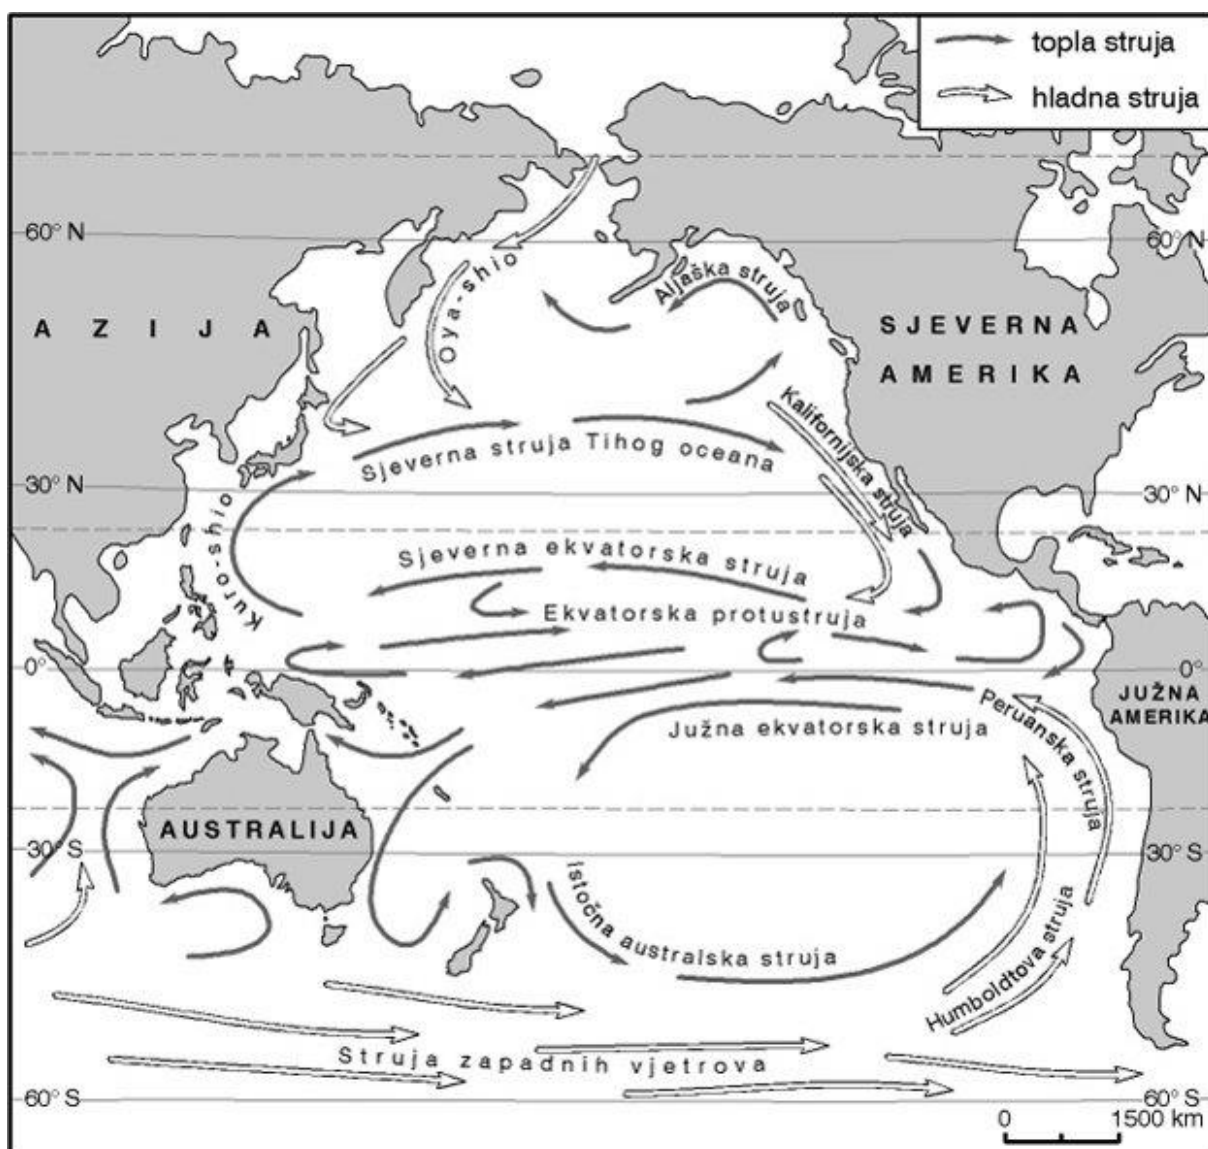 topla struja
hladna struja
60° N
60° N
Oya-shio
Aljaška struja
A Z I J A
SJEVERNA
AMERIKA
Kalifornijska struja
Sjeverna struja Tihog oceana
30° N
30° N
Kuro-shio
Sjeverna ekvatorska struja
Ekvatorska protustruja
0°
0°
JUŽNA
AMERIKA
Peruanska struja
Južna ekvatorska struja
AUSTRALIJA
30° S
30° S
Istočna australska struja
Humboldtova struja
Struja zapadnih vjetrova
60° S
60° S
0 1500 km